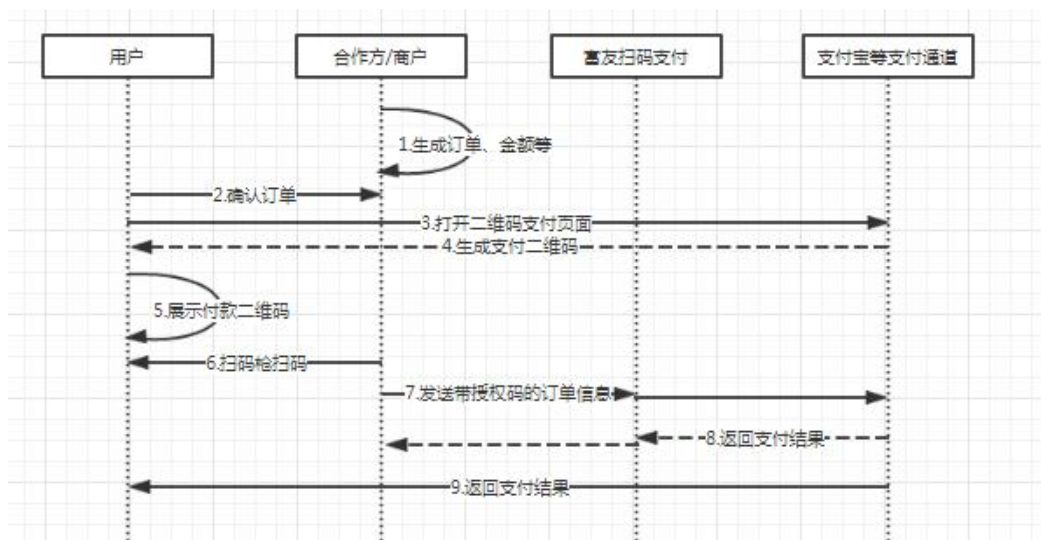 用户
合作方/商户
富友扫码支付
支付宝等支付通道
1.生成订单、金额等
2.确认订单
3.打开二维码支付页面
4.生成支付二维码
5.展示付款二维码
6.扫码枪扫码
7.发送带授权码的订单信息
8.返回支付结果
9.返回支付结果